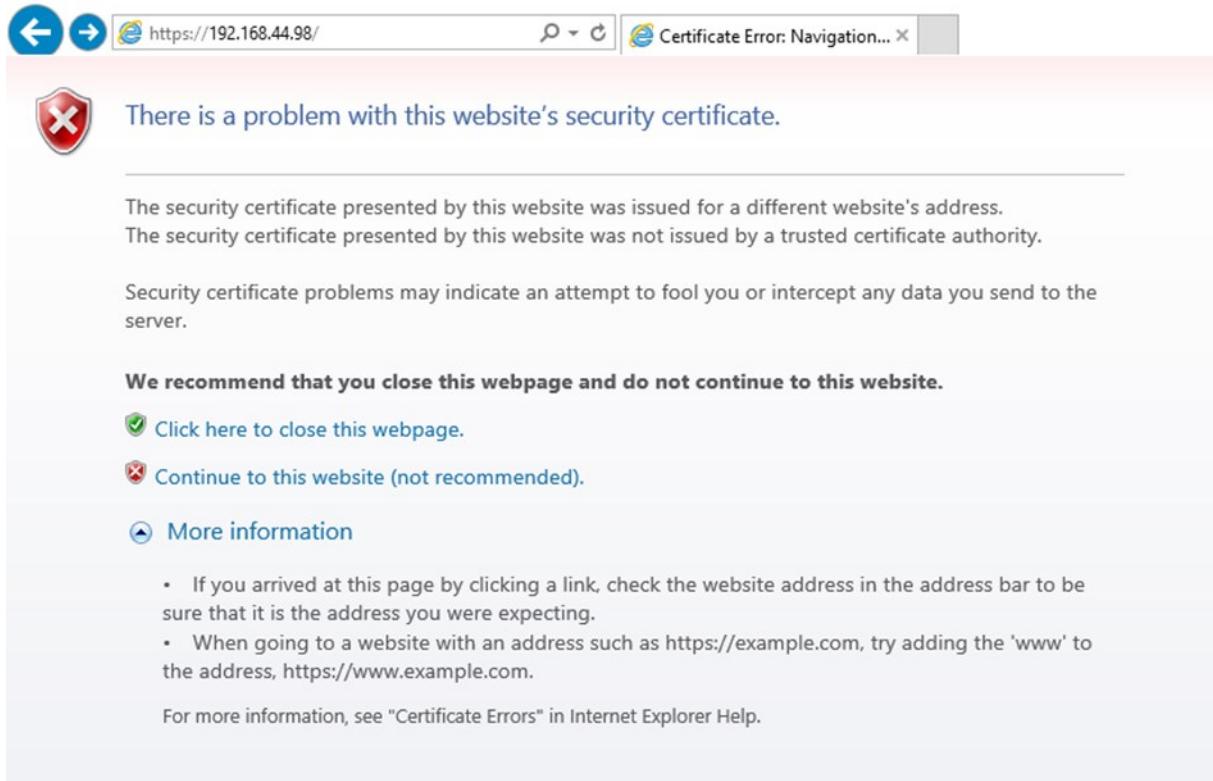 https://192.168.44.98/
Certificate Error: Navigation...
There is a problem with this website's security certificate.
The security certificate presented by this website was issued for a different website's address.
The security certificate presented by this website was not issued by a trusted certificate authority.
Security certificate problems may indicate an attempt to fool you or intercept any data you send to the
server.
We recommend that you close this webpage and do not continue to this website.
Click here to close this webpage.
Continue to this website (not recommended).
More information
• If you arrived at this page by clicking a link, check the website address in the address bar to be
sure that it is the address you were expecting.
• When going to a website with an address such as https://example.com, try adding the 'www' to
the address, https://www.example.com.
For more information, see "Certificate Errors" in Internet Explorer Help.